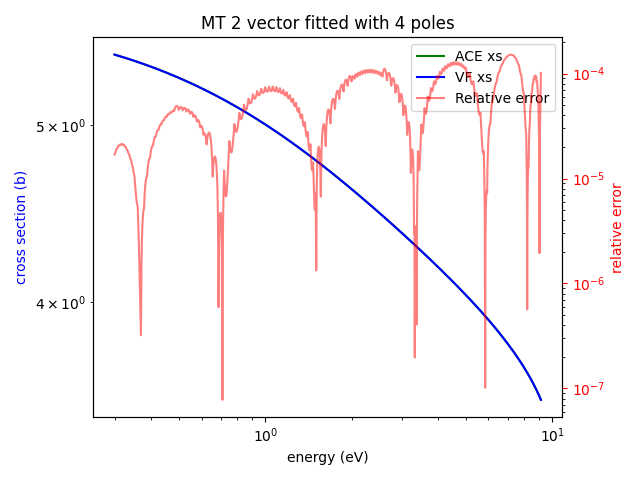 MT 2 vector fitted with 4 poles
ACE xs
VF xs
Relative error
5 × 10⁰
4 × 10⁰
cross section (b)
10⁻⁴
10⁻⁵
10⁻⁶
10⁻⁷
relative error
10⁰
10¹
energy (eV)